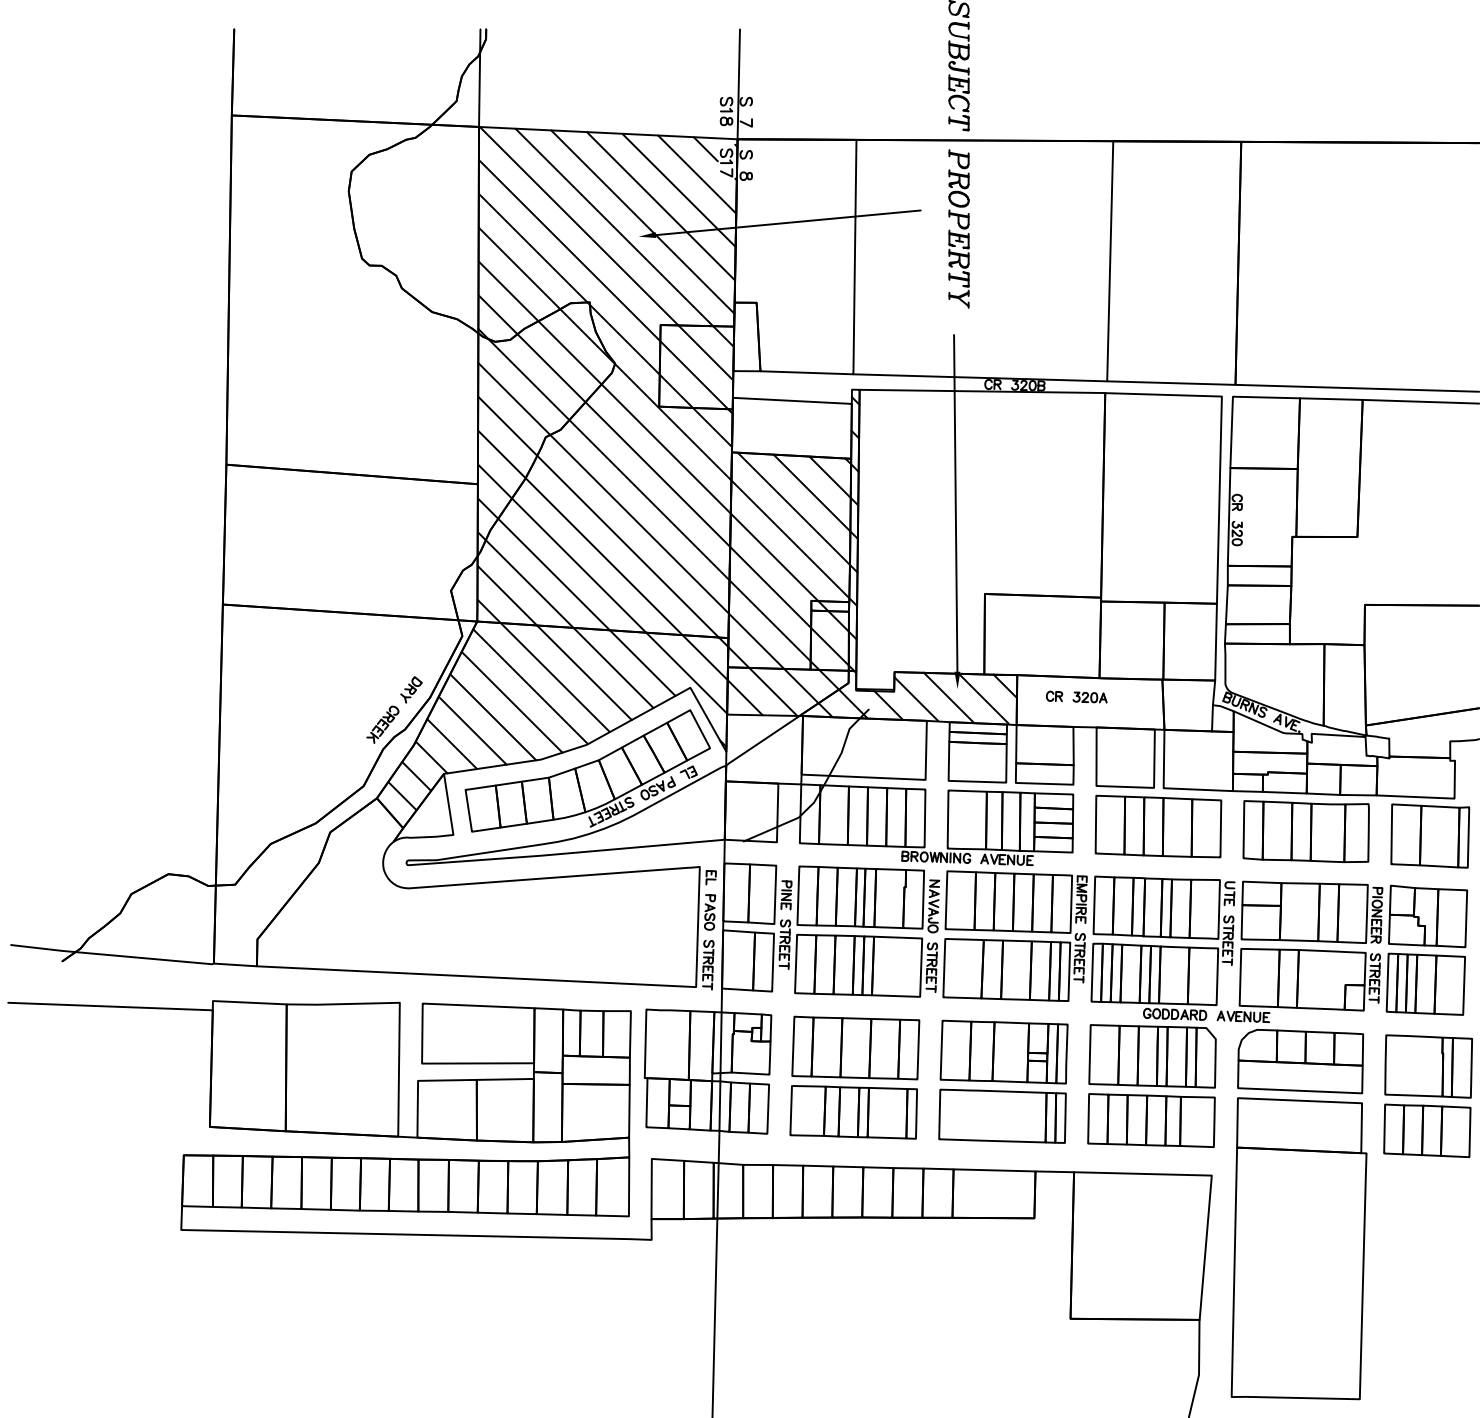 SUBJECT PROPERTY
S 7
S18
S 8
S17
CR 320B
CR 320
CR 320A
BURNS AVE.
DRY CREEK
EL PASO STREET
BROWNING AVENUE
EL PASO STREET
PINE STREET
NAVAJO STREET
EMPIRE STREET
UTE STREET
PIONEER STREET
GODDARD AVENUE